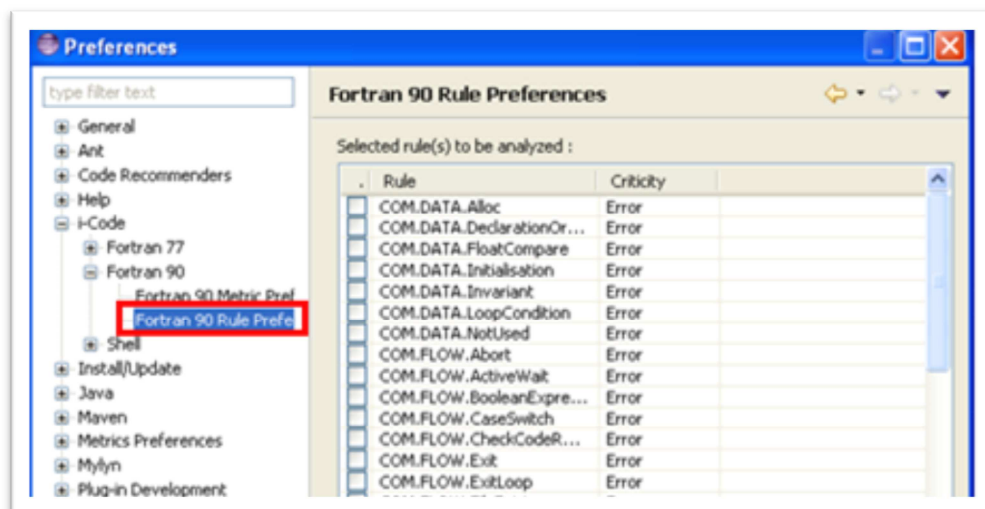 Preferences
type filter text
General
Ant
Code Recommenders
Help
i-Code
Fortran 77
Fortran 90
Fortran 90 Metric Pref
Fortran 90 Rule Prefe
Shell
Install/Update
Java
Maven
Metrics Preferences
Mylyn
Plug-in Development
Fortran 90 Rule Preferences
Selected rule(s) to be analyzed :
. Rule Criticity
COM.DATA.Alloc Error
COM.DATA.DeclarationOr... Error
COM.DATA.FloatCompare Error
COM.DATA.Initialisation Error
COM.DATA.Invariant Error
COM.DATA.LoopCondition Error
COM.DATA.NotUsed Error
COM.FLOW.Abort Error
COM.FLOW.ActiveWait Error
COM.FLOW.BooleanExpre... Error
COM.FLOW.CaseSwitch Error
COM.FLOW.CheckCodeR... Error
COM.FLOW.Exit Error
COM.FLOW.ExitLoop Error